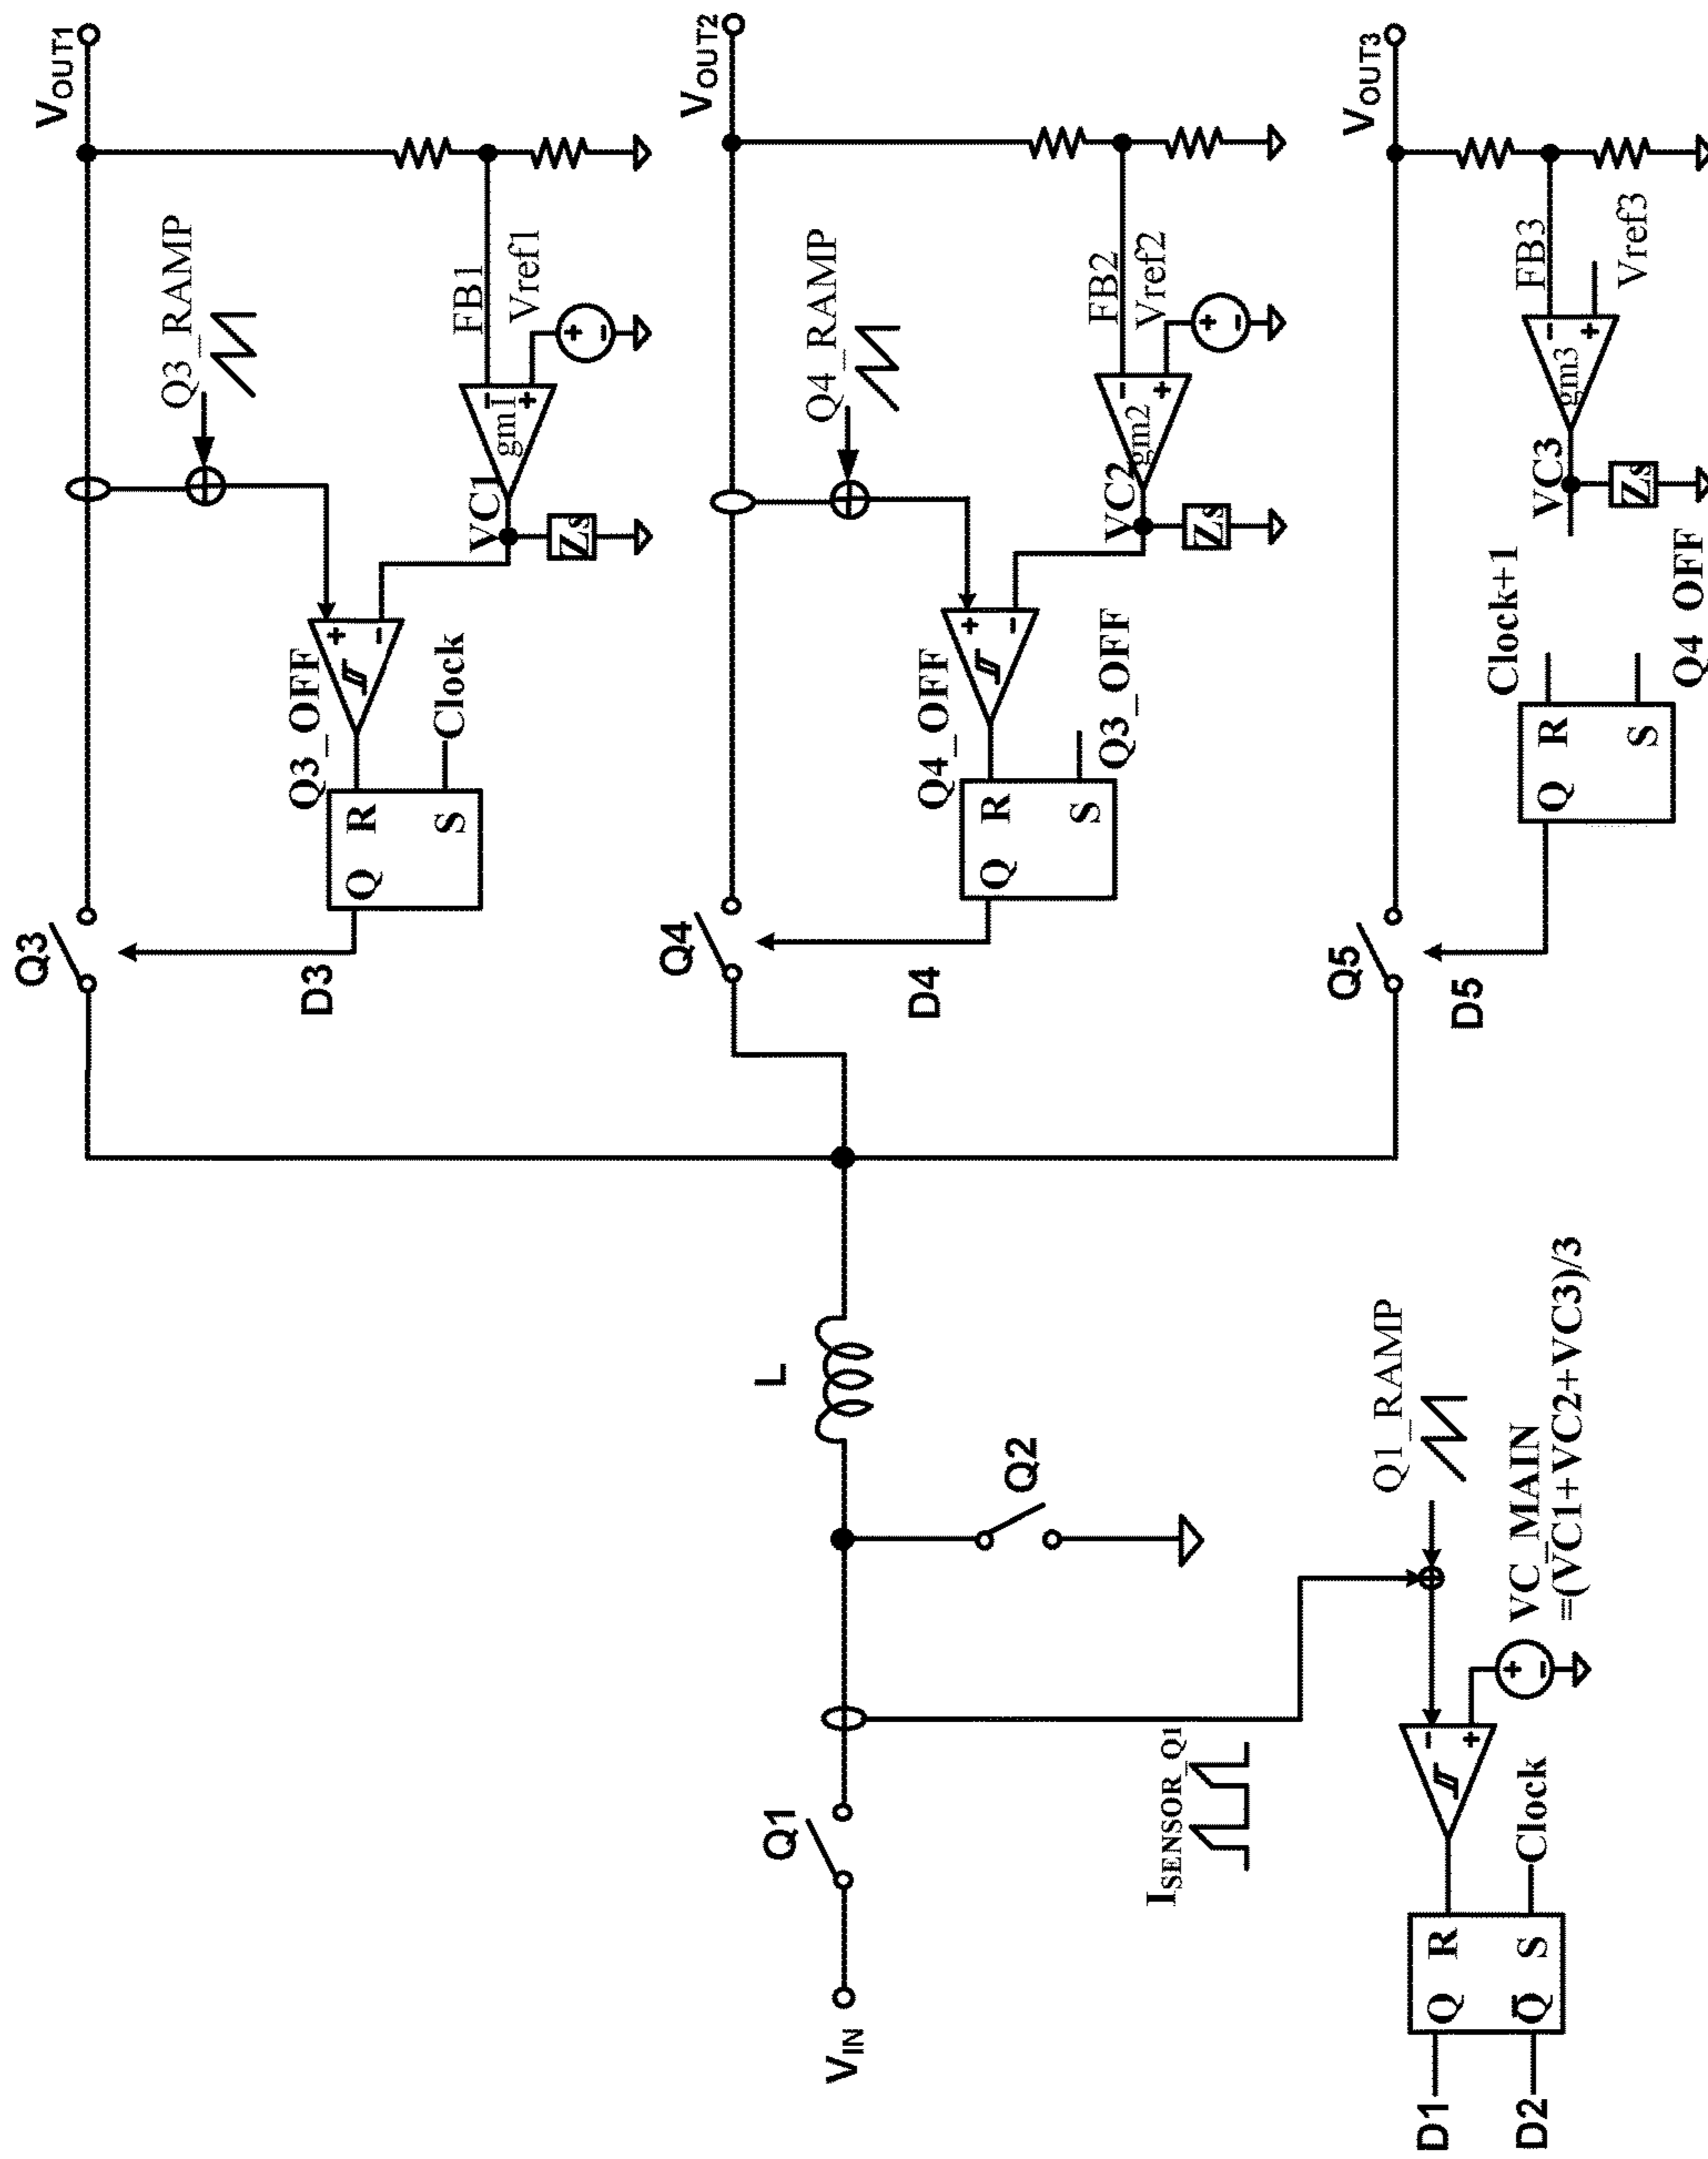 VOUT1
Q3_RAMP
FB1
Vref1
+
-
-
gm1
+
VC1
Zs
+
-
Q3_OFF
Clock
R
S
Q
Q3
D3
VOUT2
Q4_RAMP
FB2
Vref2
+
-
-
gm2
+
VC2
Zs
+
-
Q4_OFF
Q3_OFF
R
S
Q
Q4
D4
VOUT3
FB3
Vref3
-
gm3
+
VC3
Zs
Clock+1
Q4_OFF
R
S
Q
Q5
D5
L
Q2
Q1
VIN
ISENSOR_Q1
Q1_RAMP
VC_MAIN
=(VC1+VC2+VC3)/3
+
-
-
+
Clock
R
S
Q
Q̅
D1
D2